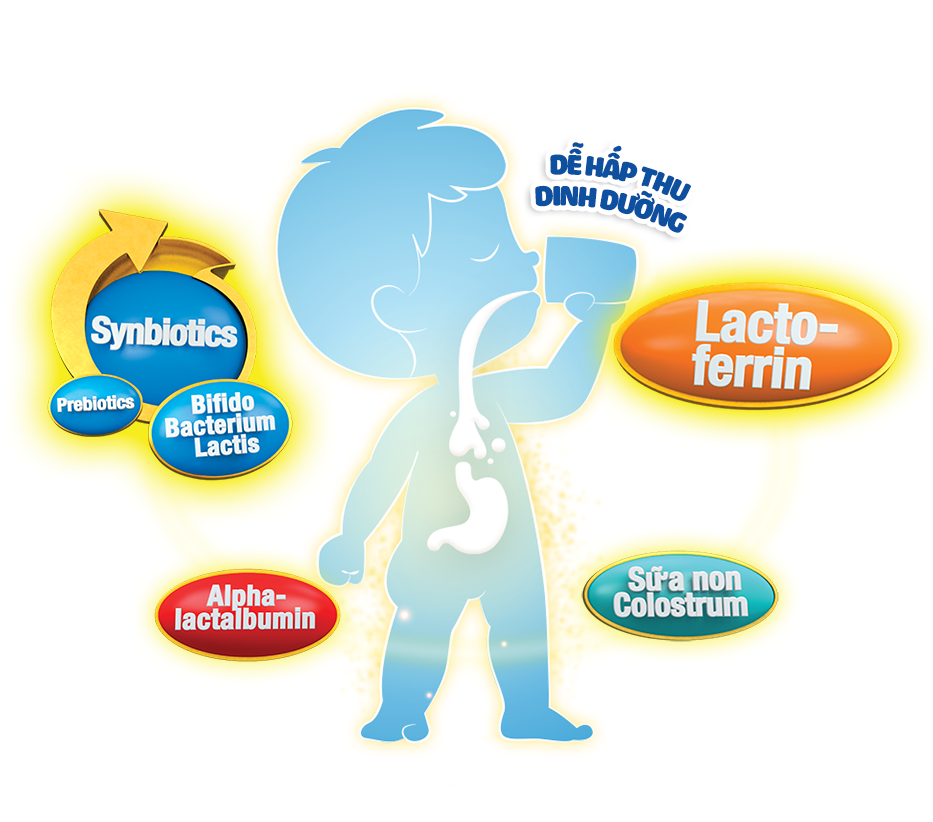 DỄ HẤP THU
DINH DƯỠNG
Synbiotics
Prebiotics
Bifido
Bacterium
Lactis
Lacto-
ferrin
Alpha-
lactalbumin
Sữa non
Colostrum